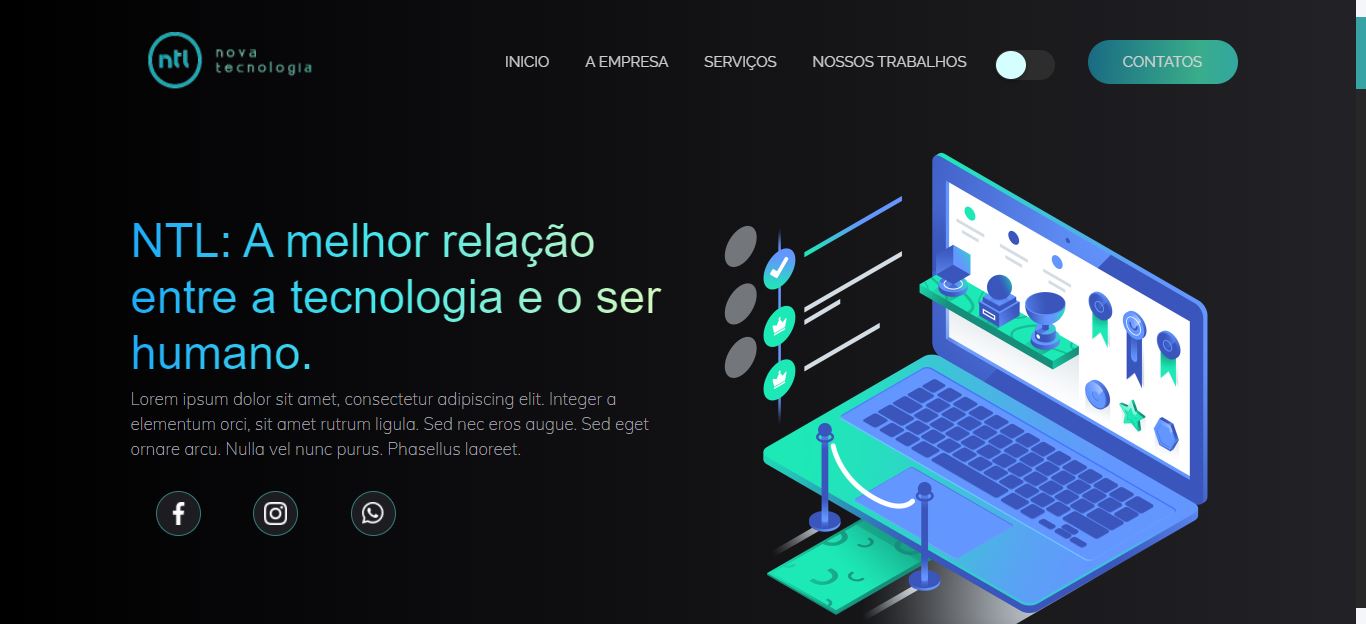 ntl nova
tecnologia
INICIO A EMPRESA SERVIÇOS NOSSOS TRABALHOS CONTATOS
NTL: A melhor relação
entre a tecnologia e o ser
humano.
Lorem ipsum dolor sit amet, consectetur adipiscing elit. Integer a
elementum orci, sit amet rutrum ligula. Sed nec eros augue. Sed eget
ornare arcu. Nulla vel nunc purus. Phasellus laoreet.